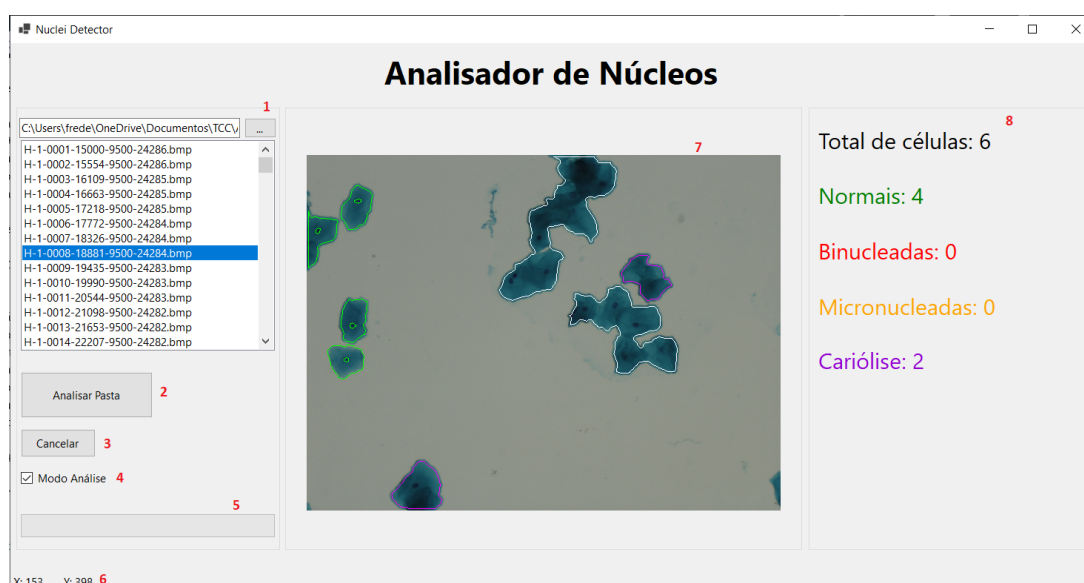 Nuclei Detector
Analisador de Núcleos
1
C:\Users\frede\OneDrive\Documentos\TCC\
...
H-1-0001-15000-9500-24286.bmp
H-1-0002-15554-9500-24286.bmp
H-1-0003-16109-9500-24285.bmp
H-1-0004-16663-9500-24285.bmp
H-1-0005-17218-9500-24285.bmp
H-1-0006-17772-9500-24284.bmp
H-1-0007-18326-9500-24284.bmp
H-1-0008-18881-9500-24284.bmp
H-1-0009-19435-9500-24283.bmp
H-1-0010-19990-9500-24283.bmp
H-1-0011-20544-9500-24283.bmp
H-1-0012-21098-9500-24282.bmp
H-1-0013-21653-9500-24282.bmp
H-1-0014-22207-9500-24282.bmp
Analisar Pasta 2
Cancelar 3
Modo Análise 4
5
X: 153 Y: 398 6
7
8
Total de células: 6
Normais: 4
Binucleadas: 0
Micronucleadas: 0
Cariólise: 2